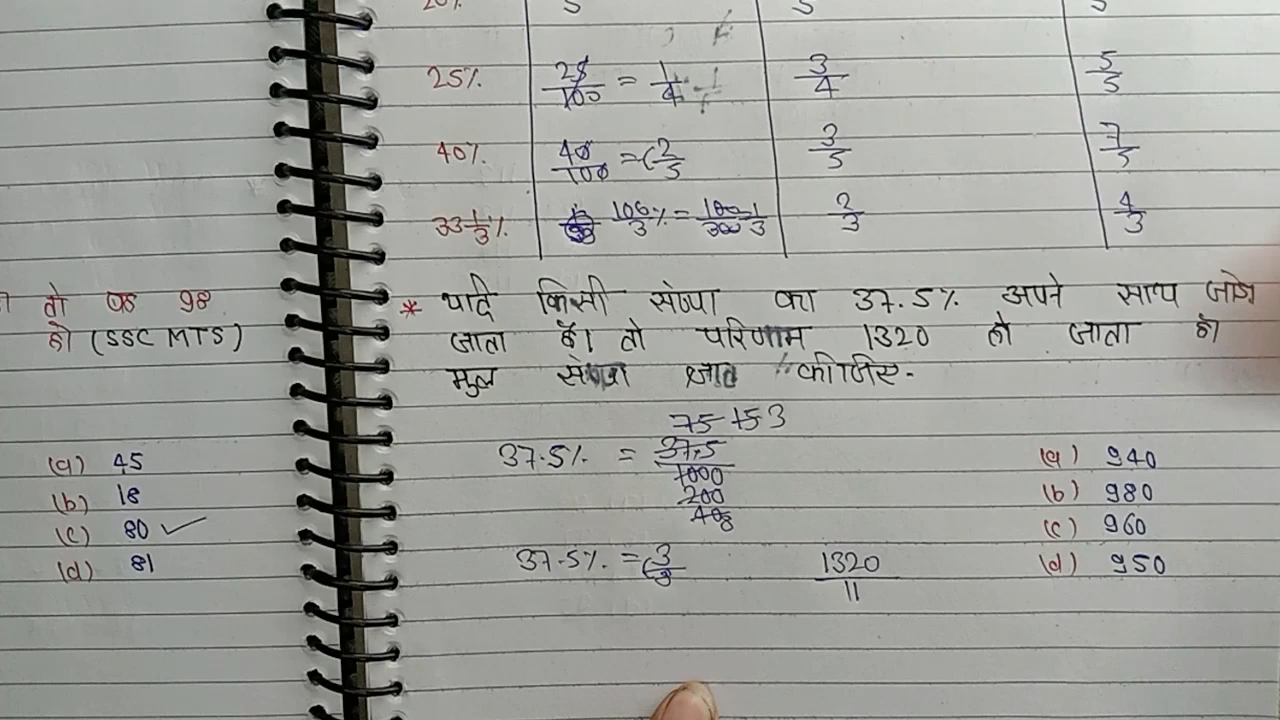 25% 25/100 = 1/4 3/4 5/5
40% 40/100 = 2/5 3/5 7/5
33 1/3% 100/3% = 100/300 1/3 2/3 4/3
तो 98
हो (SSC MTS)
(a) 45
(b) 18
(c) 80 ✓
(d) 81
* यदि किसी संख्या का 37.5% अपने साथ जोडे
जाता है। तो परिणाम 1320 हो जाता है
मुल संख्या ज्ञात कीजिए-
75 15 3
37.5% = 37.5
1000
200
40 8
37.5% = 3/8 1320/11
(a) 940
(b) 980
(c) 960
(d) 950